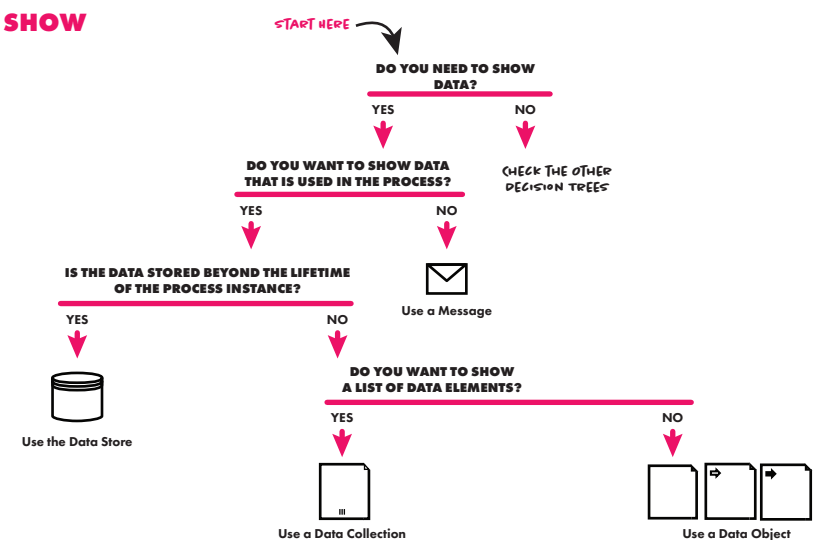 SHOW
START HERE
DO YOU NEED TO SHOW
DATA?
YES
NO
DO YOU WANT TO SHOW DATA
THAT IS USED IN THE PROCESS?
CHECK THE OTHER
DECISION TREES
YES
NO
IS THE DATA STORED BEYOND THE LIFETIME
OF THE PROCESS INSTANCE?
Use a Message
YES
NO
DO YOU WANT TO SHOW
A LIST OF DATA ELEMENTS?
Use the Data Store
YES
NO
Use a Data Collection
Use a Data Object